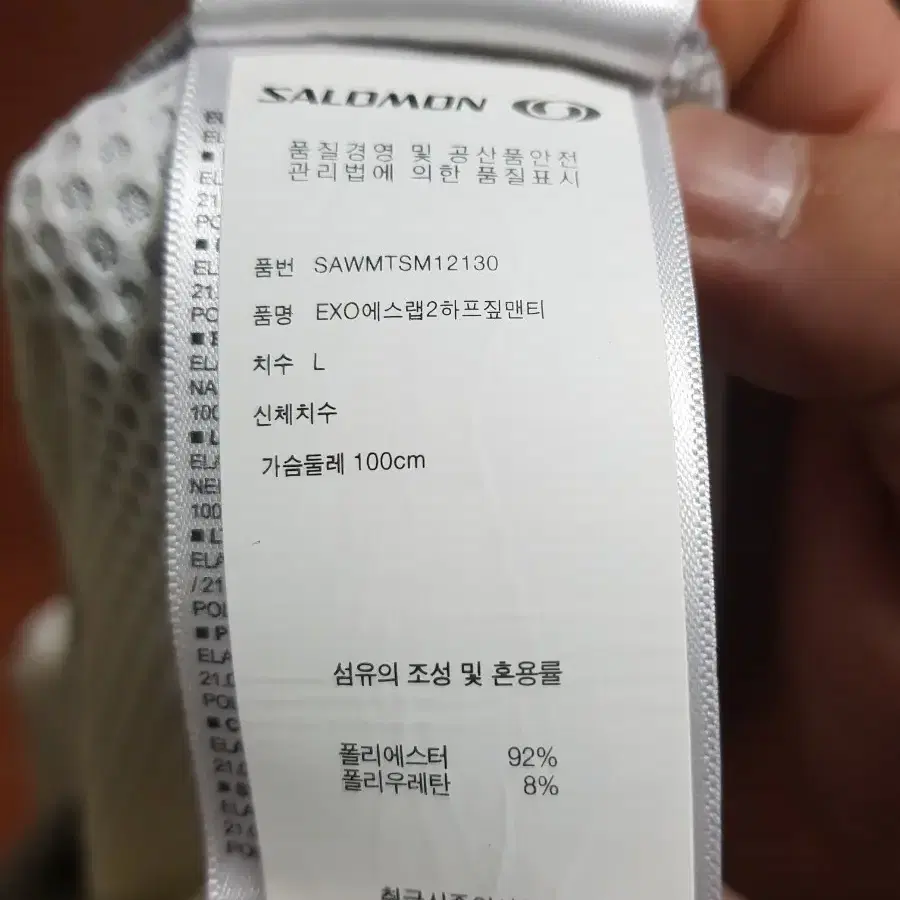 SALOMON
품질경영 및 공산품안전
관리법에 의한 품질표시
품번 SAWMTSM12130
품명 EXO에스랩2하프짚맨티
치수 L
신체치수
가슴둘레 100cm
섬유의 조성 및 혼용률
폴리에스터 92%
폴리우레탄 8%